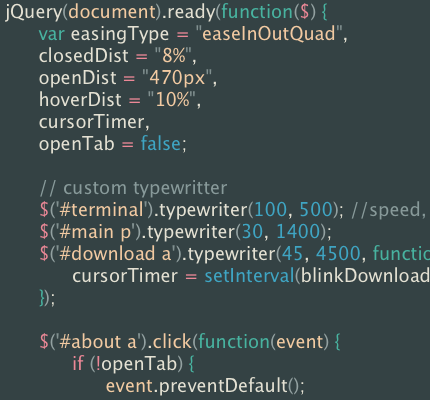 jQuery(document).ready(function($) {
var easingType = "easeInOutQuad",
closedDist = "8%",
openDist = "470px",
hoverDist = "10%",
cursorTimer,
openTab = false;
// custom typewritter
$('#terminal').typewriter(100, 500); //speed,
$('#main p').typewriter(30, 1400);
$('#download a').typewriter(45, 4500, functio
cursorTimer = setInterval(blinkDownload
});
$('#about a').click(function(event) {
if (!openTab) {
event.preventDefault();